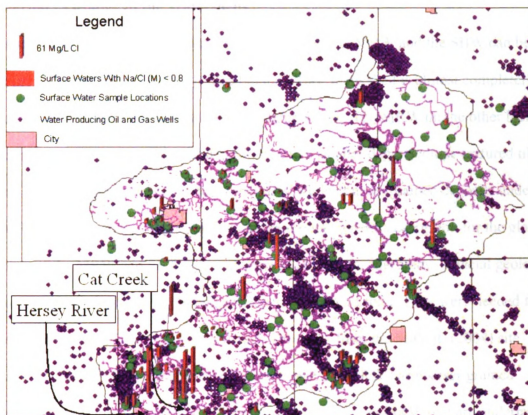 Legend
61 Mg/L Cl
Surface Waters With Na/Cl (M) < 0.8
Surface Water Sample Locations
Water Producing Oil and Gas Wells
City
Cat Creek
Hersey River